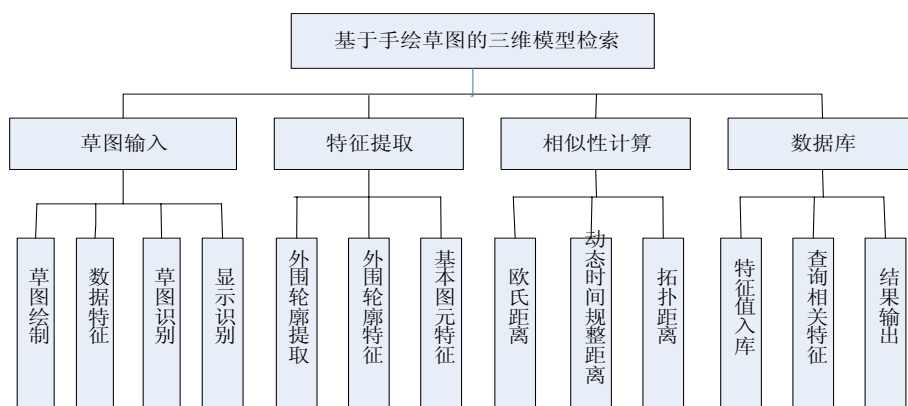 基于手绘草图的三维模型检索
草图输入
特征提取
相似性计算
数据库
草图绘制
数据特征
草图识别
显示识别
外围轮廓提取
外围轮廓特征
基本图元特征
欧氏距离
动态时间规整距离
拓扑距离
特征值入库
查询相关特征
结果输出